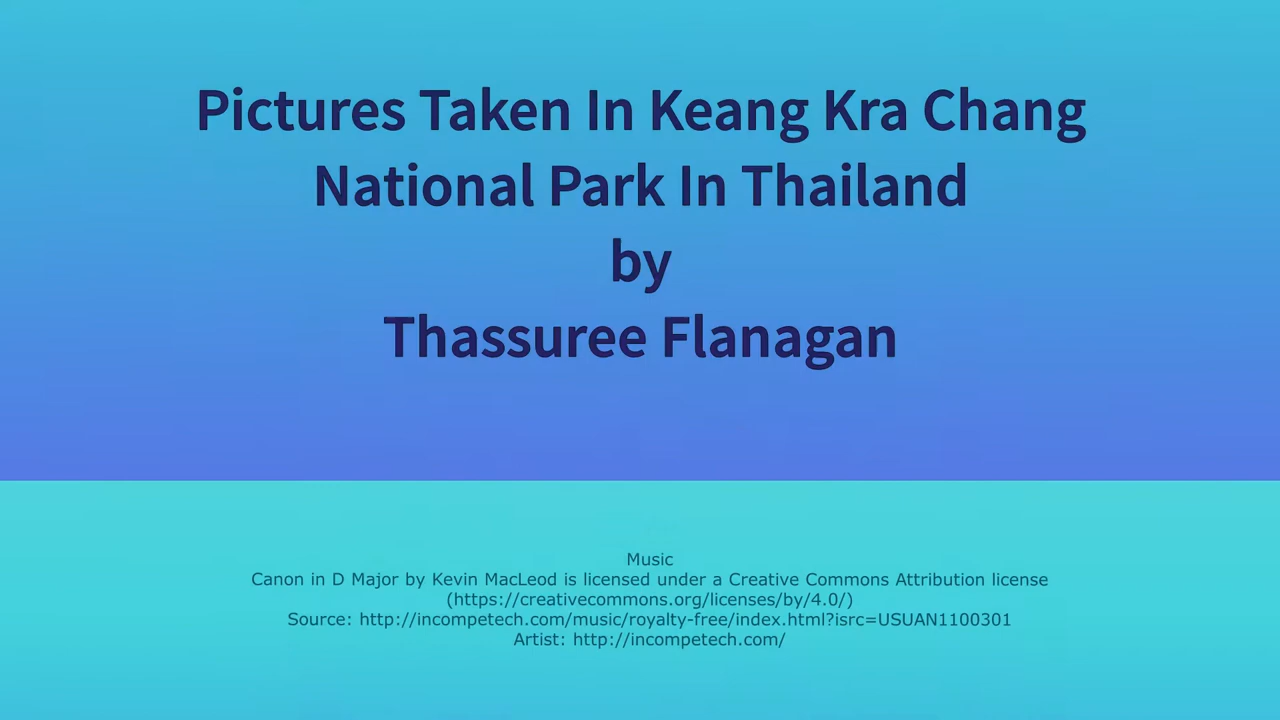 Pictures Taken In Keang Kra Chang
National Park In Thailand
by
Thassuree Flanagan
Music
Canon in D Major by Kevin MacLeod is licensed under a Creative Commons Attribution license
(https://creativecommons.org/licenses/by/4.0/)
Source: http://incompetech.com/music/royalty-free/index.html?isrc=USUAN1100301
Artist: http://incompetech.com/